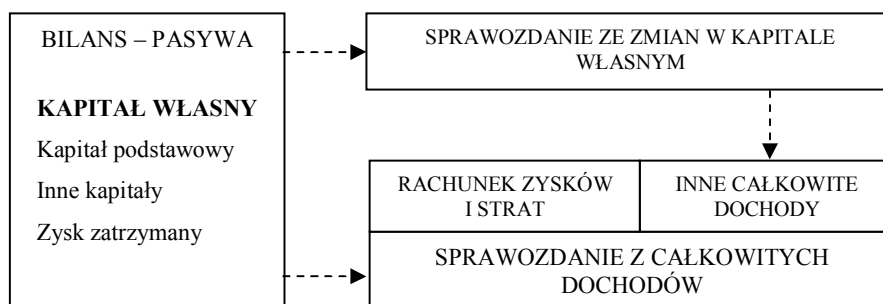 BILANS – PASYWA
KAPITAŁ WŁASNY
Kapitał podstawowy
Inne kapitały
Zysk zatrzymany
SPRAWOZDANIE ZE ZMIAN W KAPITALE
WŁASNYM
RACHUNEK ZYSKÓW
I STRAT
INNE CAŁKOWITE
DOCHODY
SPRAWOZDANIE Z CAŁKOWITYCH
DOCHODÓW